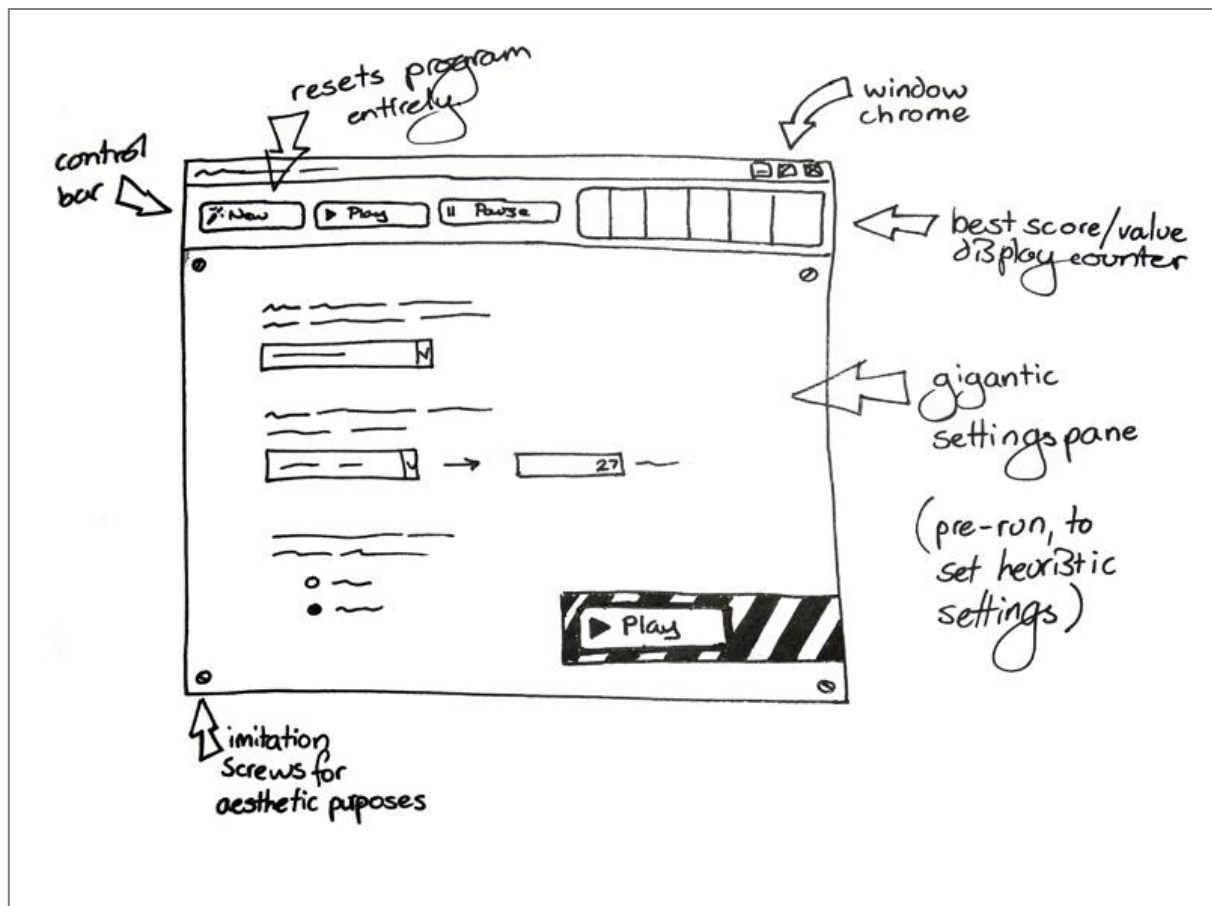 resets program
entirely
window
chrome
control
bar
New
Play
Pause
best score/value
display counter
gigantic
settings pane
(pre-run, to
set heuristic
settings)
27
Play
imitation
screws for
aesthetic purposes